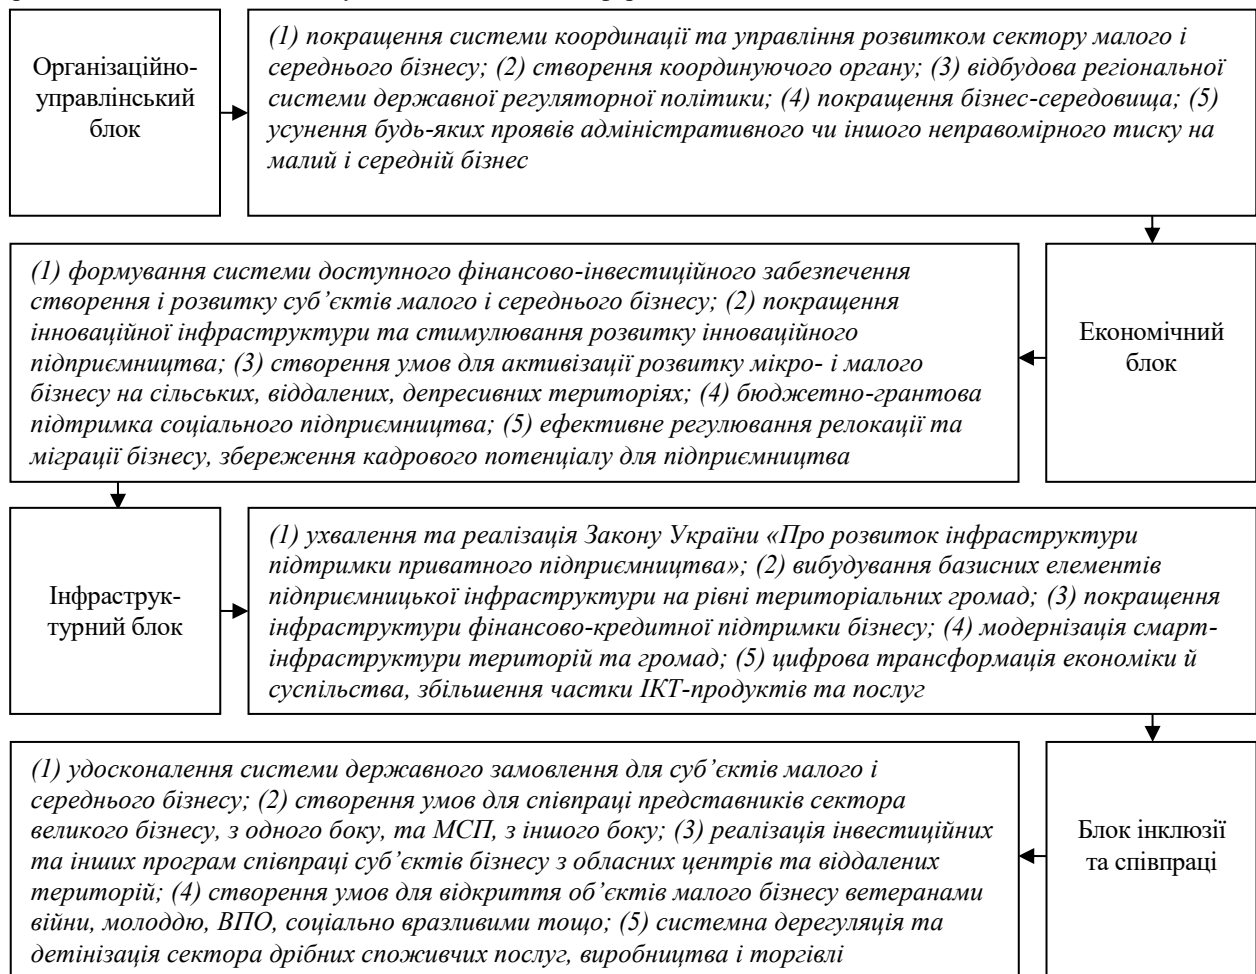 Організаційно-
управлінський
блок
(1) покращення системи координації та управління розвитком сектору малого і
середнього бізнесу; (2) створення координуючого органу; (3) відбудова регіональної
системи державної регуляторної політики; (4) покращення бізнес-середовища; (5)
усунення будь-яких проявів адміністративного чи іншого неправомірного тиску на
малий і середній бізнес
(1) формування системи доступного фінансово-інвестиційного забезпечення
створення і розвитку суб’єктів малого і середнього бізнесу; (2) покращення
інноваційної інфраструктури та стимулювання розвитку інноваційного
підприємництва; (3) створення умов для активізації розвитку мікро- і малого
бізнесу на сільських, віддалених, депресивних територіях; (4) бюджетно-грантова
підтримка соціального підприємництва; (5) ефективне регулювання релокації та
міграції бізнесу, збереження кадрового потенціалу для підприємництва
Економічний
блок
Інфраструк-
турний блок
(1) ухвалення та реалізація Закону України «Про розвиток інфраструктури
підтримки приватного підприємництва»; (2) вибудування базисних елементів
підприємницької інфраструктури на рівні територіальних громад; (3) покращення
інфраструктури фінансово-кредитної підтримки бізнесу; (4) модернізація смарт-
інфраструктури територій та громад; (5) цифрова трансформація економіки й
суспільства, збільшення частки ІКТ-продуктів та послуг
(1) удосконалення системи державного замовлення для суб’єктів малого і
середнього бізнесу; (2) створення умов для співпраці представників сектора
великого бізнесу, з одного боку, та МСП, з іншого боку; (3) реалізація інвестиційних
та інших програм співпраці суб’єктів бізнесу з обласних центрів та віддалених
територій; (4) створення умов для відкриття об’єктів малого бізнесу ветеранами
війни, молоддю, ВПО, соціально вразливими тощо; (5) системна дерегуляція та
детінізація сектора дрібних споживчих послуг, виробництва і торгівлі
Блок інклюзії
та співпраці